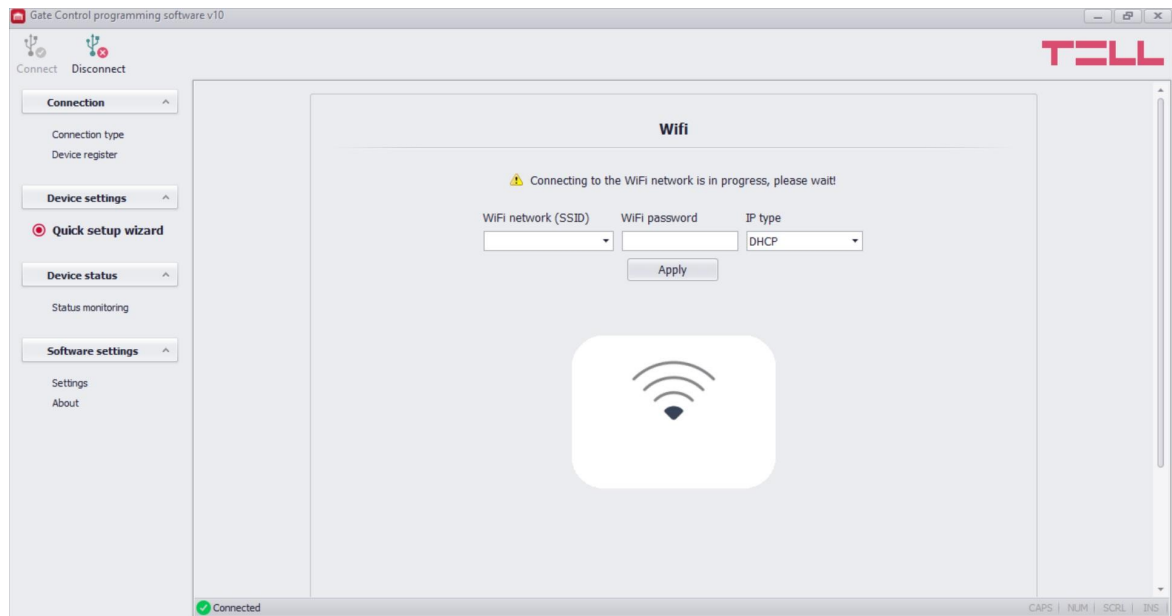 Gate Control programming software v10
Connect Disconnect
TELL
Connection
Connection type
Device register
Device settings
Quick setup wizard
Device status
Status monitoring
Software settings
Settings
About
Wifi
Connecting to the WiFi network is in progress, please wait!
WiFi network (SSID) WiFi password IP type
DHCP
Apply
Connected
CAPS | NUM | SCRL | INS